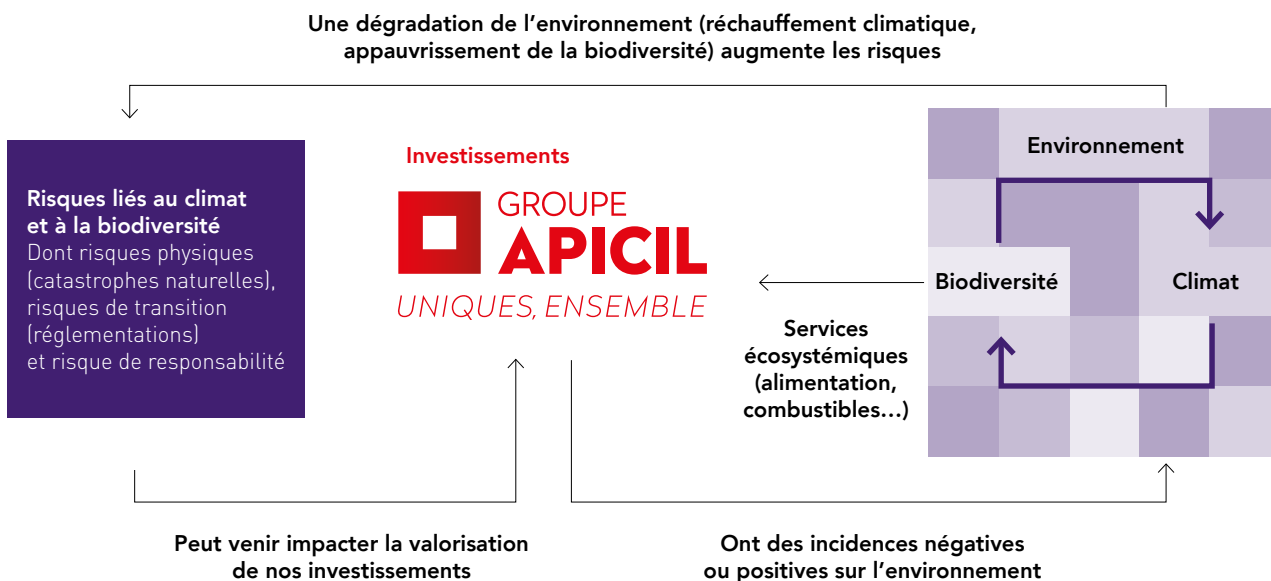 Une dégradation de l’environnement (réchauffement climatique,
appauvrissement de la biodiversité) augmente les risques
Risques liés au climat
et à la biodiversité
Dont risques physiques
(catastrophes naturelles),
risques de transition
(réglementations)
et risque de responsabilité
Investissements
GROUPE
APICIL
UNIQUES, ENSEMBLE
Services
écosystémiques
(alimentation,
combustibles…)
Environnement
Biodiversité
Climat
Peut venir impacter la valorisation
de nos investissements
Ont des incidences négatives
ou positives sur l’environnement